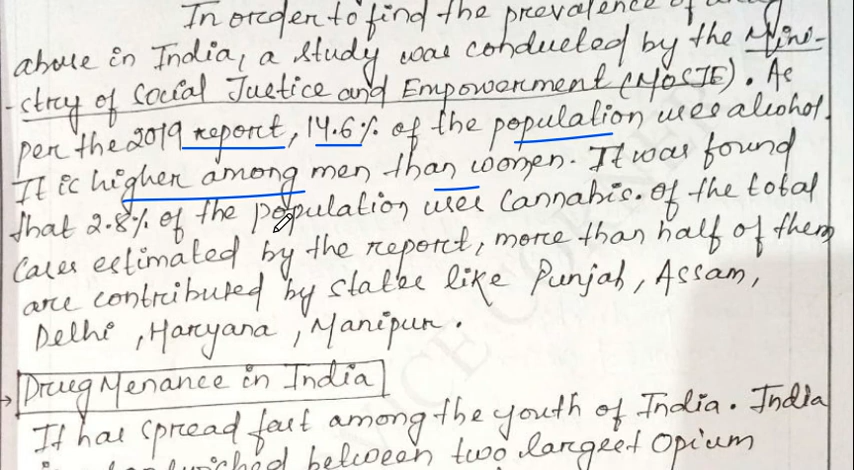 In order to find the prevalence of drug
abuse in India, a study was conducted by the Mini-
-stry of Social Justice and Empowerment (MOSJE). As
per the 2019 report, 14.6% of the population uses alcohol.
It is higher among men than women. It was found
that 2.8% of the population uses Cannabis. Of the total
Cases estimated by the report, more than half of them
are contributed by states like Punjab, Assam,
Delhi, Haryana, Manipur.
→ Drug Menance in India
It has spread fast among the youth of India. India
between two largest Opium
VICE CORNER